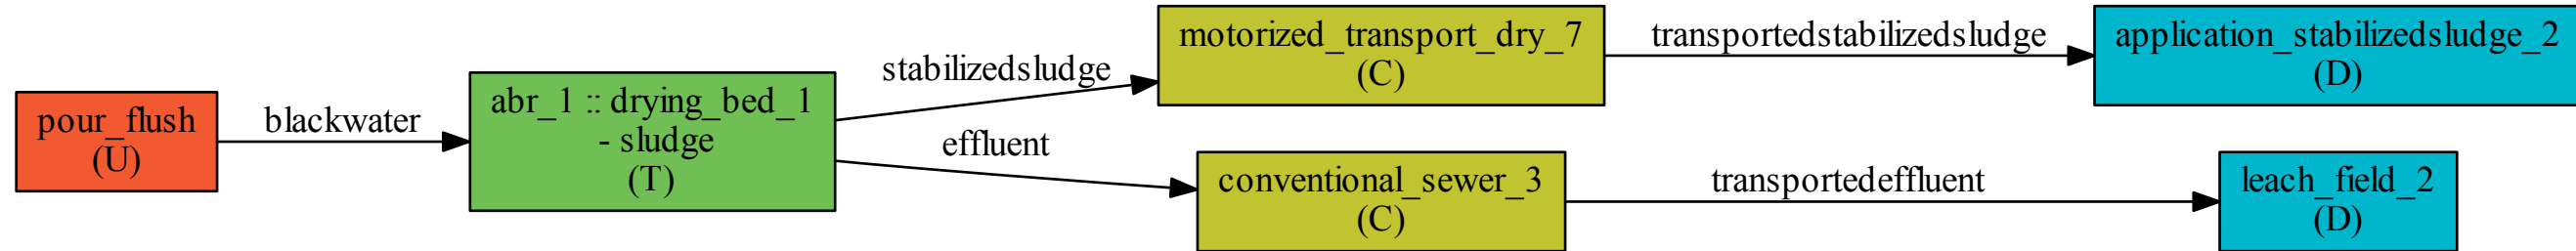 pour_flush
(U)
blackwater
abr_1 :: drying_bed_1
- sludge
(T)
stabilizedsludge
effluent
motorized_transport_dry_7
(C)
transportedstabilizedsludge
application_stabilizedsludge_2
(D)
conventional_sewer_3
(C)
transportedeffluent
leach_field_2
(D)